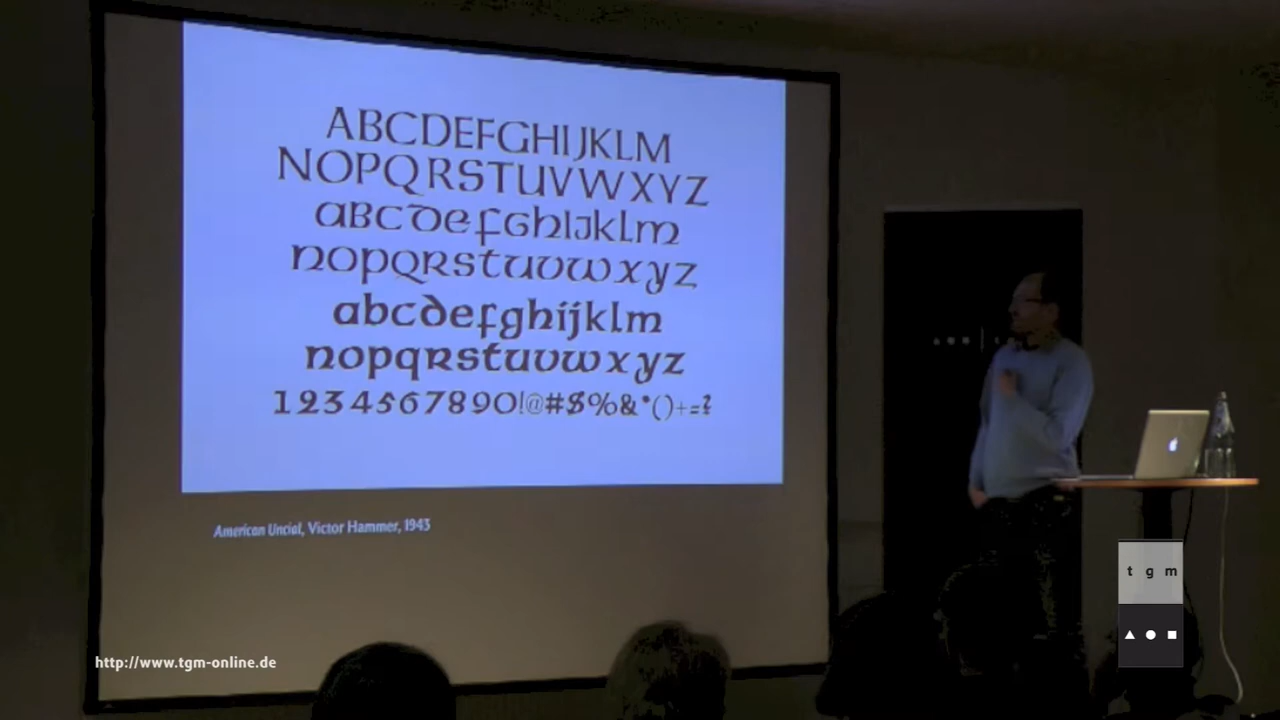 ABCDEFGHIJKLM
NOPQRSTUVWXYZ
abcdefghijklm
nopqrstuvwxyz
abcdefghijklm
nopqrstuvwxyz
1234567890!@#$%&*()+=?
American Uncial, Victor Hammer, 1943
t g m
http://www.tgm-online.de